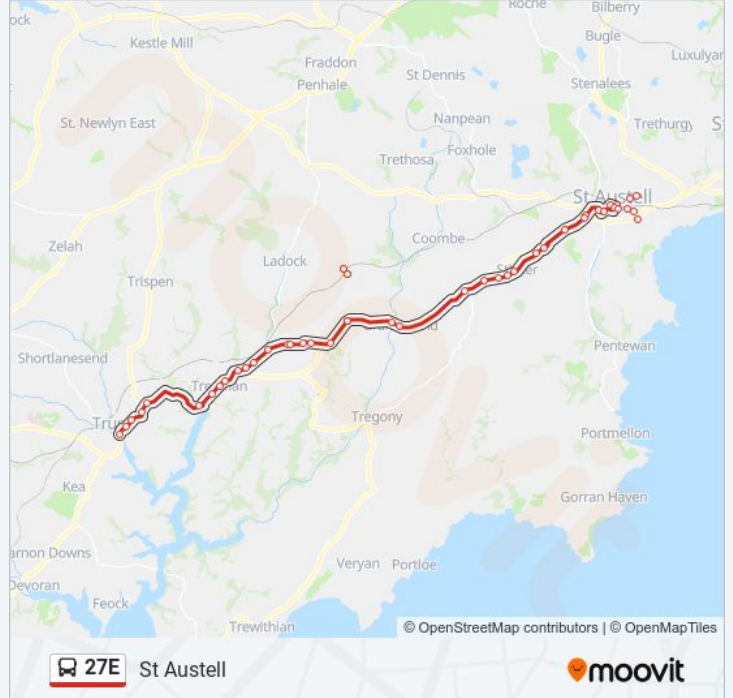 Roche
Bilberry
ock
Kestle Mill
Bugle
Luxulyan
Fraddon
St Dennis
Penhale
Stenalees
Nanpean
St. Newlyn East
Trethurgy
Foxhole
Trethosa
St Austell
Coombe
Zelah
Ladock
Trispen
Pentewan
Shortlanesend
Tregony
Portmellon
Kea
Gorran Haven
arnon Downs
Veryan
Portloe
Devoran
Feock
Trewithian
© OpenStreetMap contributors | © OpenMapTiles
27E
St Austell
moovit